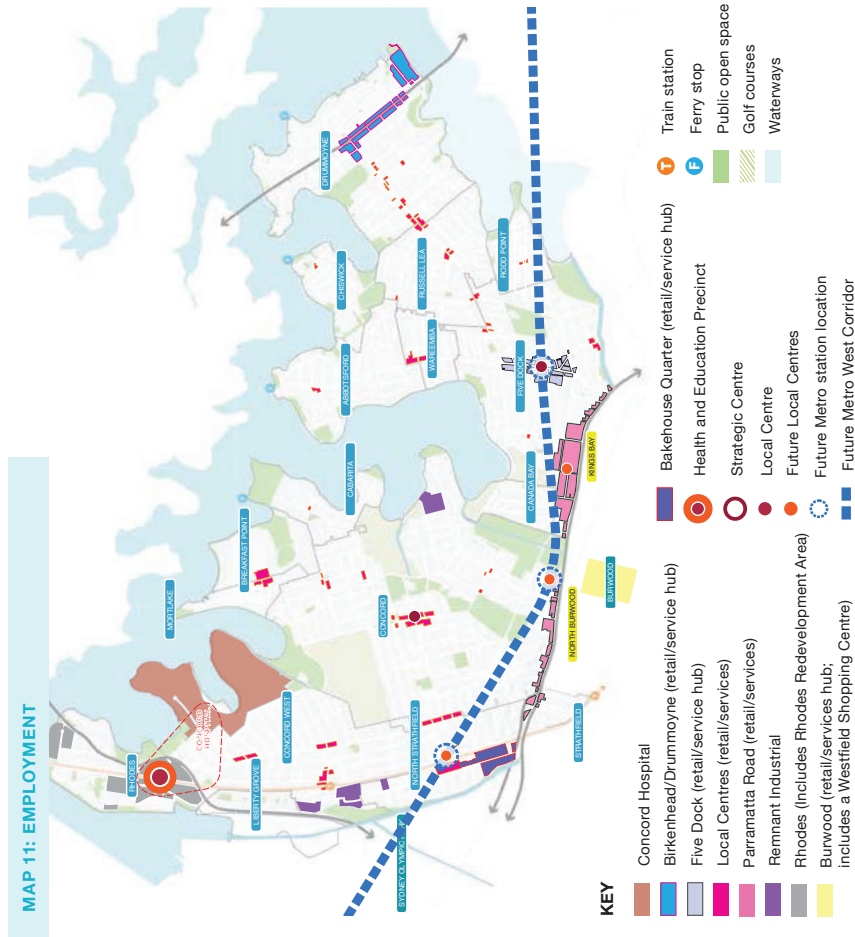 MAP 11: EMPLOYMENT
RHODES
CONCORD
HOSPITAL
MORTLAKE
BREAKFAST POINT
CABARITA
ABBOTSFORD
CHISWICK
DRUMMOYNE
LIBERTY GROVE
CONCORD WEST
CONCORD
WAREEMBA
RUSSELL LEA
RODD POINT
SYDNEY OLYMPIC
NORTH STRATHFIELD
STRATHFIELD
NORTH BURWOOD
BURWOOD
CANADA BAY
KINGS BAY
FIVE DOCK
T
F
KEY
Concord Hospital
Birkenhead/Drummoyne (retail/service hub)
Five Dock (retail/service hub)
Local Centres (retail/services)
Parramatta Road (retail/services)
Remnant Industrial
Rhodes (Includes Rhodes Redevelopment Area)
Burwood (retail/services hub;
includes a Westfield Shopping Centre)
Bakehouse Quarter (retail/service hub)
Health and Education Precinct
Strategic Centre
Local Centre
Future Local Centres
Future Metro station location
Future Metro West Corridor
T Train station
F Ferry stop
Public open space
Golf courses
Waterways